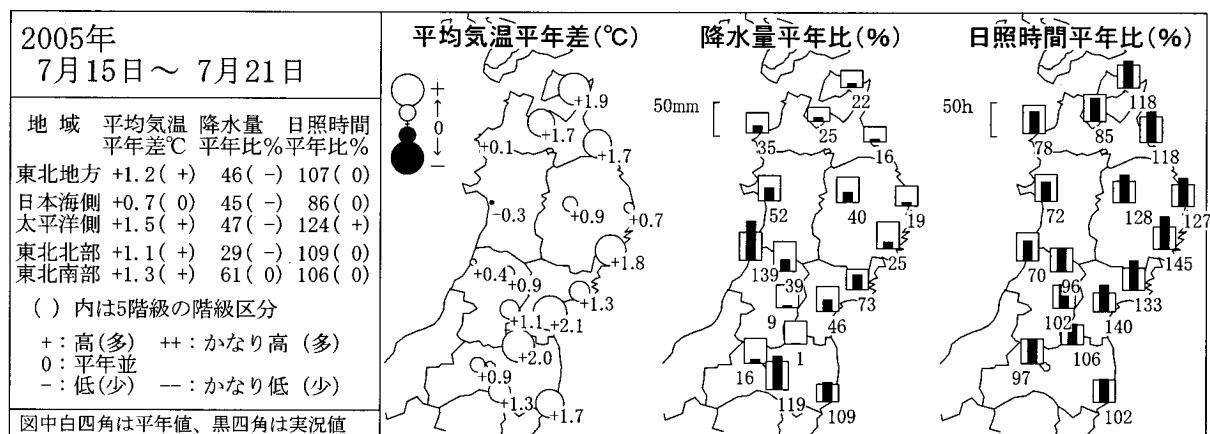 2005年
7月15日～ 7月21日
地 域 平均気温 降水量 日照時間
平年差℃ 平年比% 平年比%
東北地方 +1.2( +) 46( -) 107( 0)
日本海側 +0.7( 0) 45( -) 86( 0)
太平洋側 +1.5( +) 47( -) 124( +)
東北北部 +1.1( +) 29( -) 109( 0)
東北南部 +1.3( +) 61( 0) 106( 0)
( ) 内は5階級の階級区分
+：高(多) ++：かなり高 (多)
0：平年並
-：低(少) --：かなり低 (少)
図中白四角は平年値、黒四角は実況値
平均気温平年差(℃)
+
↑
0
↓
-
+1.9
+1.7
+0.1
+1.7
-0.3
+0.9
+0.7
+1.8
+0.4
+0.9
+1.3
+1.1
+2.1
+2.0
+0.9
+1.3
+1.7
降水量平年比(%)
50mm
22
25
35
16
52
40
19
25
139
39
73
9
46
1
16
119
109
日照時間平年比(%)
50h
118
85
78
118
72
128
127
145
70
96
133
102
140
106
97
102